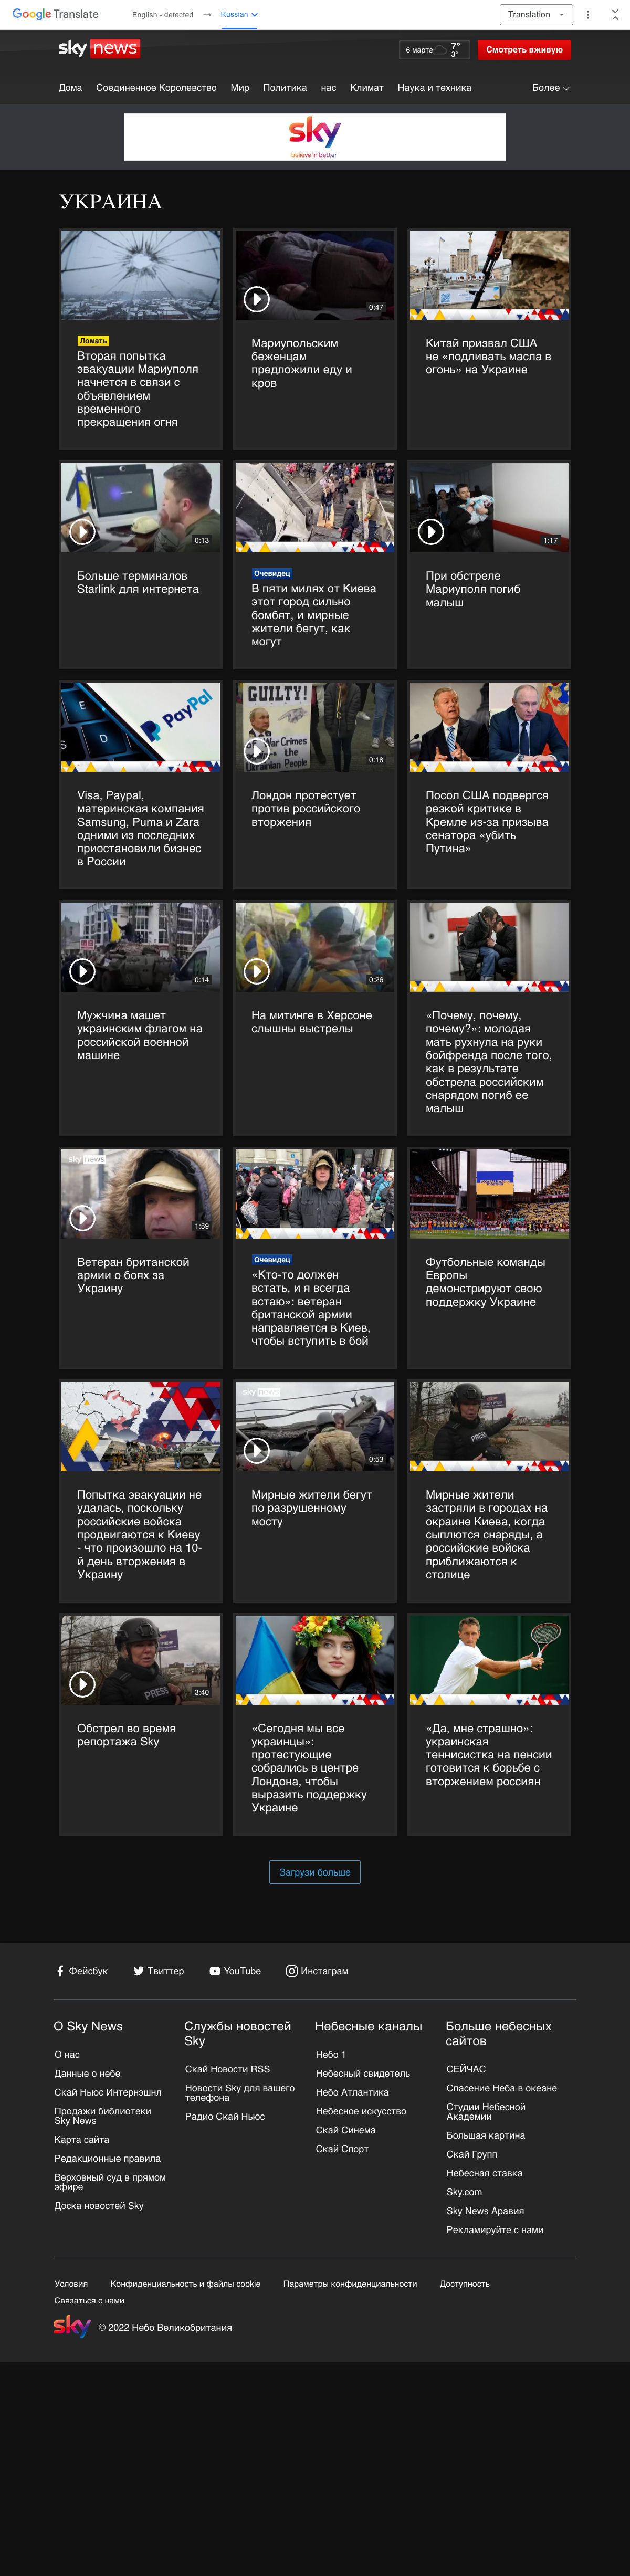 Google Translate
English - detected → Russian
Translation
sky news
6 марта 7° 3°
Смотреть вживую
Дома Соединенное Королевство Мир Политика нас Климат Наука и техника Более
sky
believe in better
УКРАИНА
Ломать
Вторая попытка
эвакуации Мариуполя
начнется в связи с
объявлением
временного
прекращения огня
0:47
Мариупольским
беженцам
предложили еду и
кров
Китай призвал США
не «подливать масла в
огонь» на Украине
0:13
Больше терминалов
Starlink для интернета
Очевидец
В пяти милях от Киева
этот город сильно
бомбят, и мирные
жители бегут, как
могут
1:17
При обстреле
Мариуполя погиб
малыш
PayPal
Visa, Paypal,
материнская компания
Samsung, Puma и Zara
одними из последних
приостановили бизнес
в России
GUILTY!
War Crimes
the
Ukrainian People
0:18
Лондон протестует
против российского
вторжения
Посол США подвергся
резкой критике в
Кремле из-за призыва
сенатора «убить
Путина»
0:14
Мужчина машет
украинским флагом на
российской военной
машине
0:26
На митинге в Херсоне
слышны выстрелы
«Почему, почему,
почему?»: молодая
мать рухнула на руки
бойфренда после того,
как в результате
обстрела российским
снарядом погиб ее
малыш
sky news
1:59
Ветеран британской
армии о боях за
Украину
Очевидец
«Кто-то должен
встать, и я всегда
встаю»: ветеран
британской армии
направляется в Киев,
чтобы вступить в бой
Футбольные команды
Европы
демонстрируют свою
поддержку Украине
Попытка эвакуации не
удалась, поскольку
российские войска
продвигаются к Киеву
- что произошло на 10-
й день вторжения в
Украину
sky news
0:53
Мирные жители бегут
по разрушенному
мосту
PRESS
Мирные жители
застряли в городах на
окраине Киева, когда
сыплются снаряды, а
российские войска
приближаются к
столице
PRESS
3:40
Обстрел во время
репортажа Sky
«Сегодня мы все
украинцы»:
протестующие
собрались в центре
Лондона, чтобы
выразить поддержку
Украине
«Да, мне страшно»:
украинская
теннисистка на пенсии
готовится к борьбе с
вторжением россиян
Загрузи больше
Фейсбук Твиттер YouTube Инстаграм
О Sky News
О нас
Данные о небе
Скай Ньюс Интернэшнл
Продажи библиотеки
Sky News
Карта сайта
Редакционные правила
Верховный суд в прямом
эфире
Доска новостей Sky
Службы новостей
Sky
Скай Новости RSS
Новости Sky для вашего
телефона
Радио Скай Ньюс
Небесные каналы
Небо 1
Небесный свидетель
Небо Атлантика
Небесное искусство
Скай Синема
Скай Спорт
Больше небесных
сайтов
СЕЙЧАС
Спасение Неба в океане
Студии Небесной
Академии
Большая картина
Скай Групп
Небесная ставка
Sky.com
Sky News Аравия
Рекламируйте с нами
Условия Конфиденциальность и файлы cookie Параметры конфиденциальности Доступность
Связаться с нами
sky © 2022 Небо Великобритания